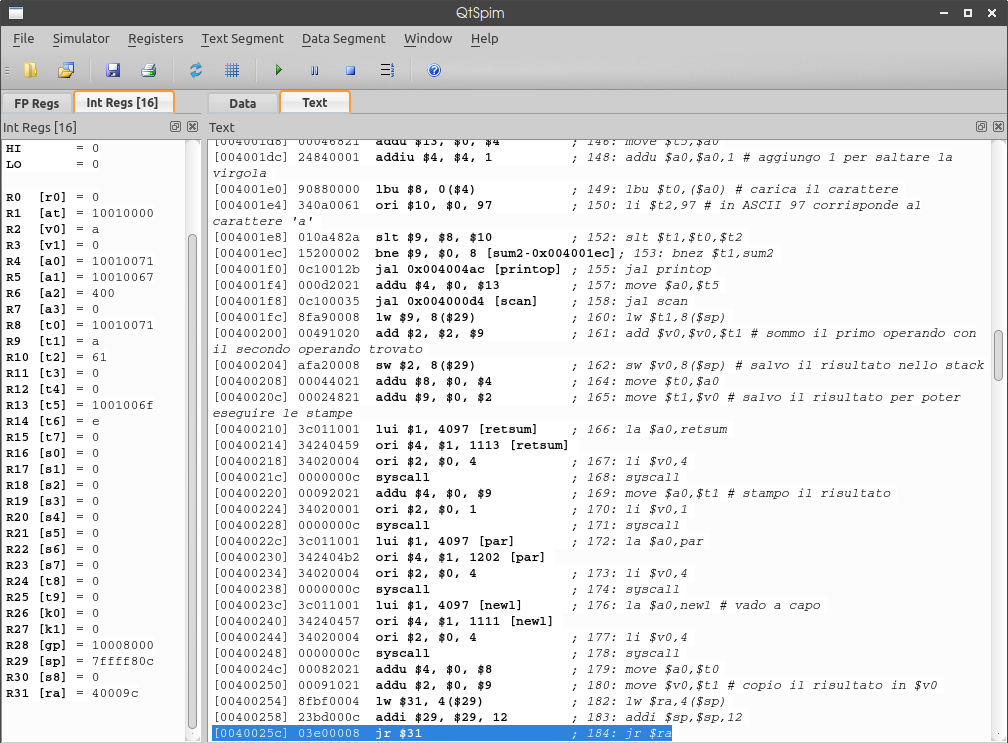 QtSpim
File Simulator Registers Text Segment Data Segment Window Help
FP Regs Int Regs [16] Data Text
Int Regs [16]
HI = 0
LO = 0
R0 [r0] = 0
R1 [at] = 10010000
R2 [v0] = a
R3 [v1] = 0
R4 [a0] = 10010071
R5 [a1] = 10010067
R6 [a2] = 400
R7 [a3] = 0
R8 [t0] = 10010071
R9 [t1] = a
R10 [t2] = 61
R11 [t3] = 0
R12 [t4] = 0
R13 [t5] = 1001006f
R14 [t6] = e
R15 [t7] = 0
R16 [s0] = 0
R17 [s1] = 0
R18 [s2] = 0
R19 [s3] = 0
R20 [s4] = 0
R21 [s5] = 0
R22 [s6] = 0
R23 [s7] = 0
R24 [t8] = 0
R25 [t9] = 0
R26 [k0] = 0
R27 [k1] = 0
R28 [gp] = 10008000
R29 [sp] = 7ffff80c
R30 [s8] = 0
R31 [ra] = 40009c
Text
[004001d8] 00046821 addu $13, $0, $4 ; 146: move $t5,$a0
[004001dc] 24840001 addiu $4, $4, 1 ; 148: addu $a0,$a0,1 # aggiungo 1 per saltare la
virgola
[004001e0] 90880000 lbu $8, 0($4) ; 149: lbu $t0,($a0) # carica il carattere
[004001e4] 340a0061 ori $10, $0, 97 ; 150: li $t2,97 # in ASCII 97 corrisponde al
carattere 'a'
[004001e8] 010a482a slt $9, $8, $10 ; 152: slt $t1,$t0,$t2
[004001ec] 15200002 bne $9, $0, 8 [sum2-0x004001ec]; 153: bnez $t1,sum2
[004001f0] 0c10012b jal 0x004004ac [printop] ; 155: jal printop
[004001f4] 000d2021 addu $4, $0, $13 ; 157: move $a0,$t5
[004001f8] 0c100035 jal 0x004000d4 [scan] ; 158: jal scan
[004001fc] 8fa90008 lw $9, 8($29) ; 160: lw $t1,8($sp)
[00400200] 00491020 add $2, $2, $9 ; 161: add $v0,$v0,$t1 # sommo il primo operando con
il secondo operando trovato
[00400204] afa20008 sw $2, 8($29) ; 162: sw $v0,8($sp) # salvo il risultato nello stack
[00400208] 00044021 addu $8, $0, $4 ; 164: move $t0,$a0
[0040020c] 00024821 addu $9, $0, $2 ; 165: move $t1,$v0 # salvo il risultato per poter
eseguire le stampe
[00400210] 3c011001 lui $1, 4097 [retsum] ; 166: la $a0,retsum
[00400214] 34240459 ori $4, $1, 1113 [retsum]
[00400218] 34020004 ori $2, $0, 4 ; 167: li $v0,4
[0040021c] 0000000c syscall ; 168: syscall
[00400220] 00092021 addu $4, $0, $9 ; 169: move $a0,$t1 # stampo il risultato
[00400224] 34020001 ori $2, $0, 1 ; 170: li $v0,1
[00400228] 0000000c syscall ; 171: syscall
[0040022c] 3c011001 lui $1, 4097 [par] ; 172: la $a0,par
[00400230] 342404b2 ori $4, $1, 1202 [par]
[00400234] 34020004 ori $2, $0, 4 ; 173: li $v0,4
[00400238] 0000000c syscall ; 174: syscall
[0040023c] 3c011001 lui $1, 4097 [newl] ; 176: la $a0,newl # vado a capo
[00400240] 34240457 ori $4, $1, 1111 [newl]
[00400244] 34020004 ori $2, $0, 4 ; 177: li $v0,4
[00400248] 0000000c syscall ; 178: syscall
[0040024c] 00082021 addu $4, $0, $8 ; 179: move $a0,$t0
[00400250] 00091021 addu $2, $0, $9 ; 180: move $v0,$t1 # copio il risultato in $v0
[00400254] 8fbf0004 lw $31, 4($29) ; 182: lw $ra,4($sp)
[00400258] 23bd000c addi $29, $29, 12 ; 183: addi $sp,$sp,12
[0040025c] 03e00008 jr $31 ; 184: jr $ra